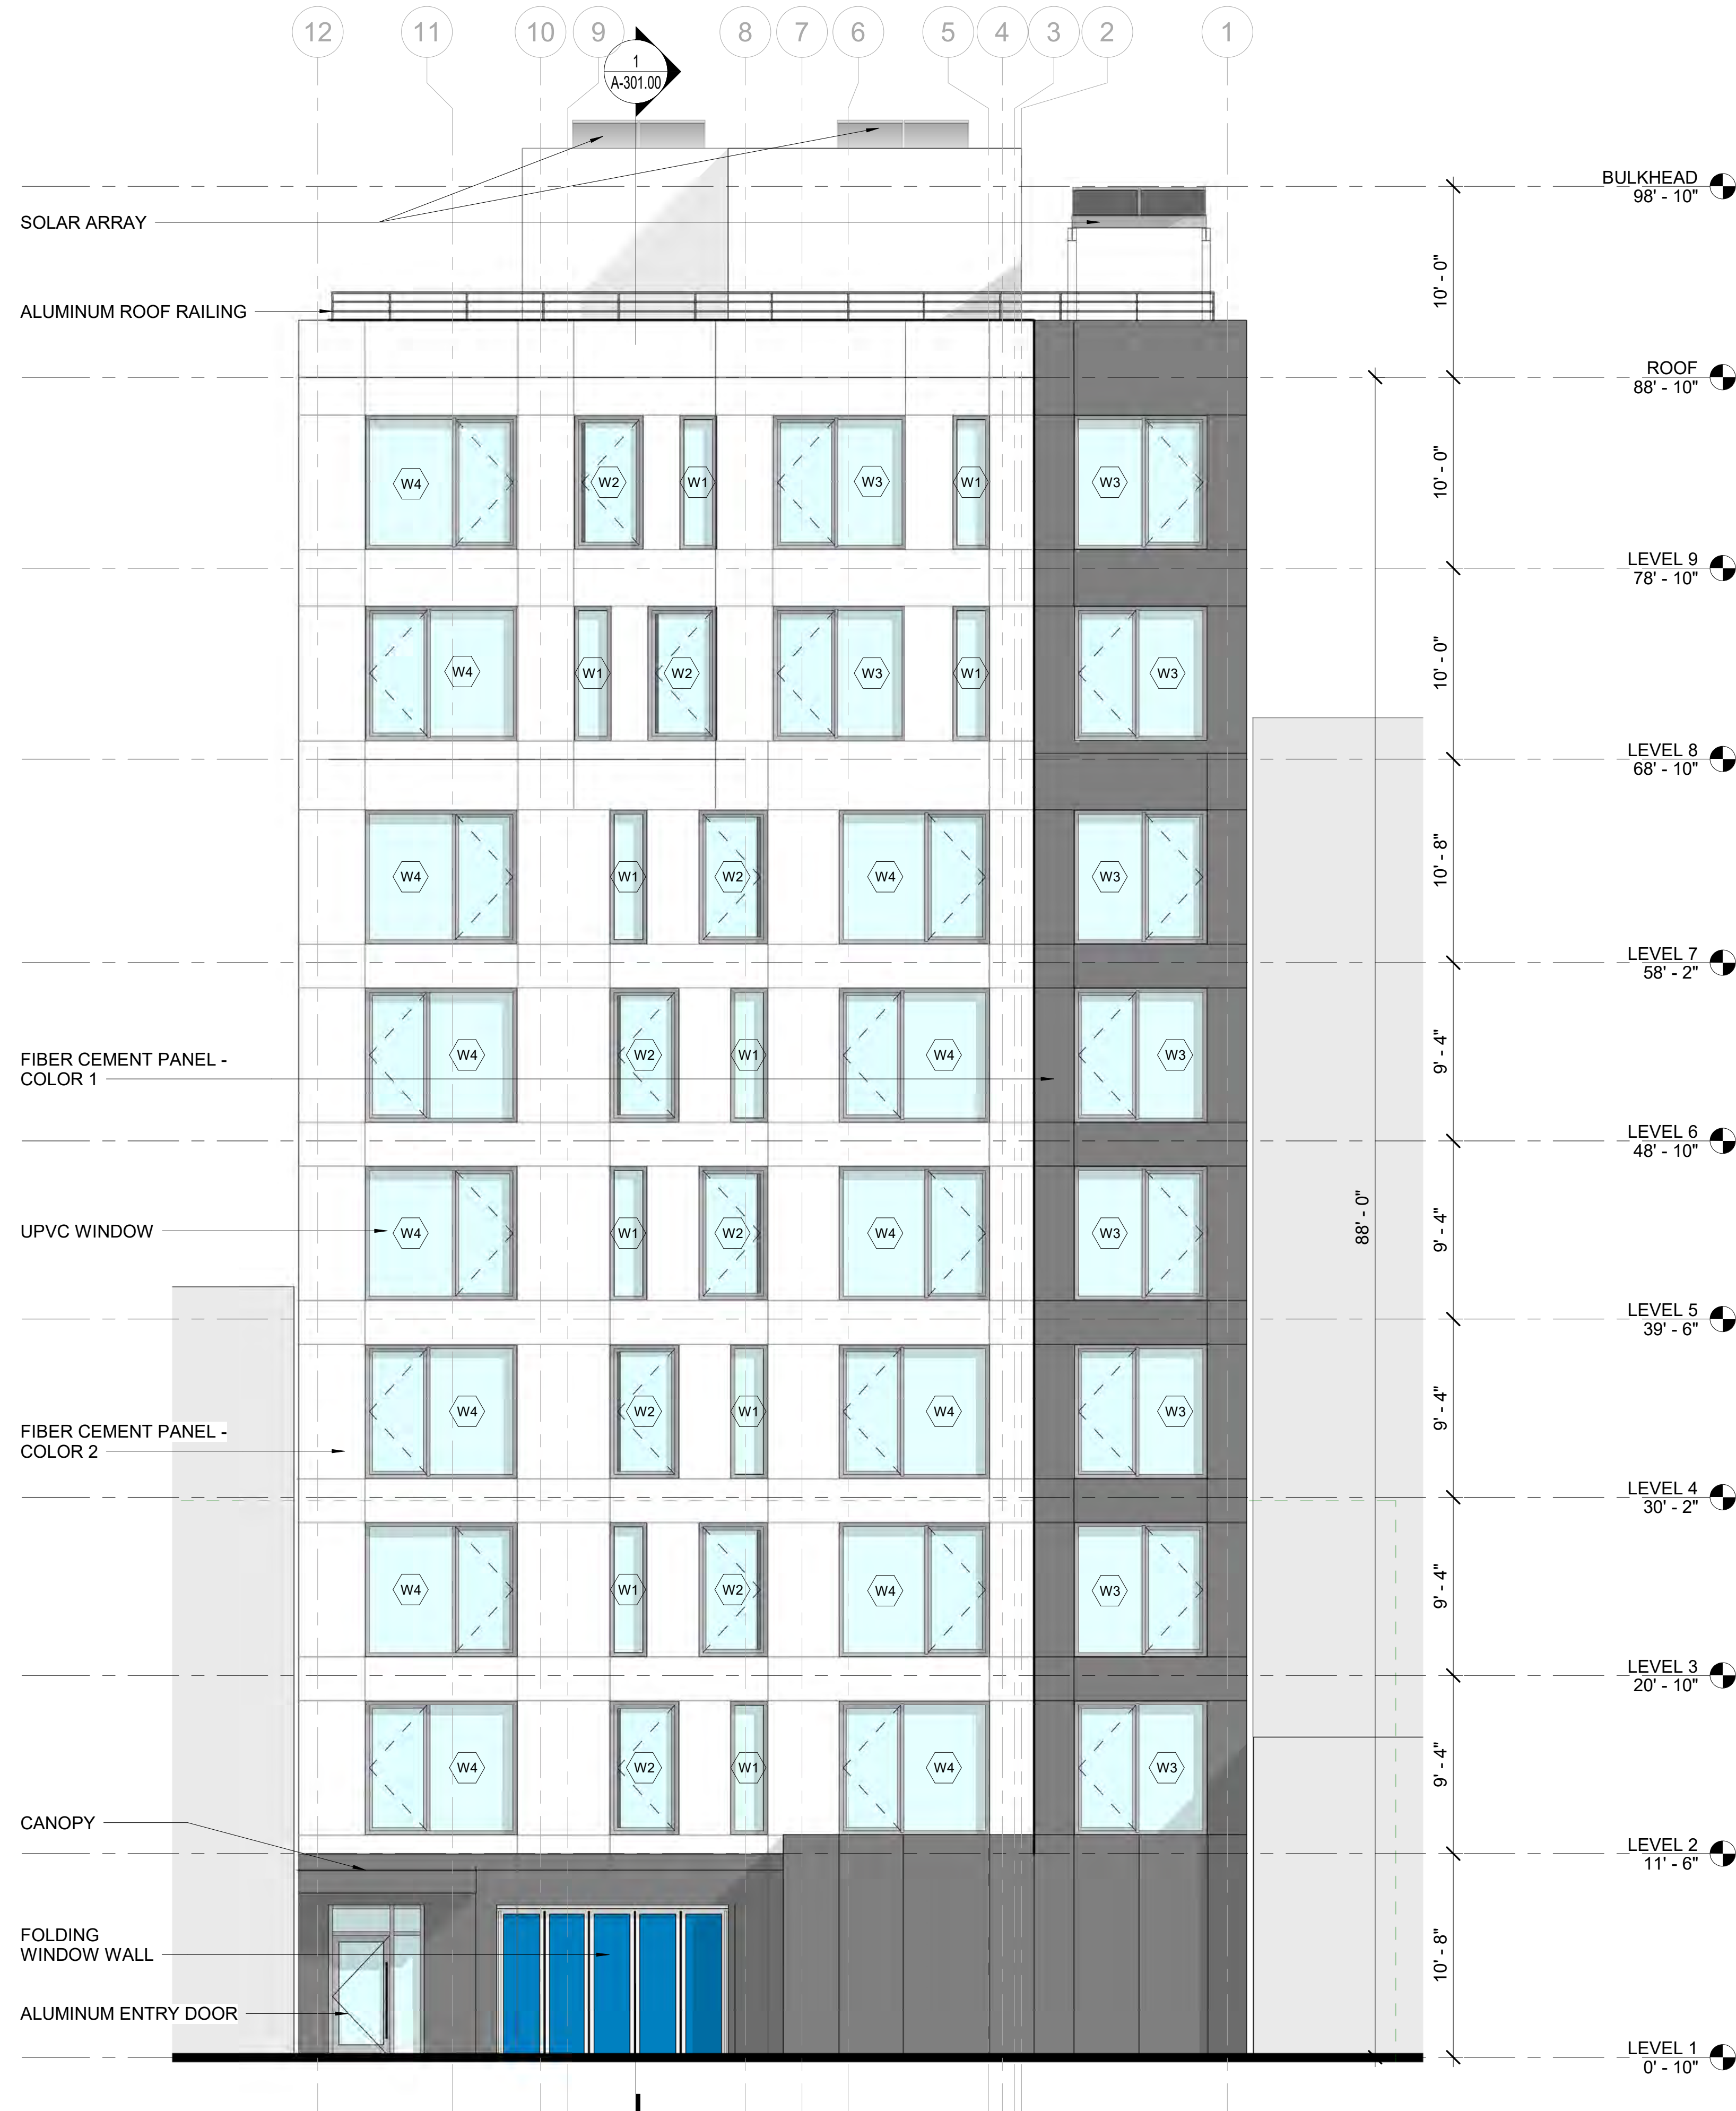 12 11 10 9 8 7 6 5 4 3 2 1
1
A-301.00
BULKHEAD
98' - 10"
SOLAR ARRAY
10' - 0"
ALUMINUM ROOF RAILING
ROOF
88' - 10"
W4 W2 W1 W3 W1 W3
10' - 0"
LEVEL 9
78' - 10"
W4 W1 W2 W3 W1 W3
10' - 0"
LEVEL 8
68' - 10"
W4 W1 W2 W4 W3
10' - 8"
LEVEL 7
58' - 2"
FIBER CEMENT PANEL -
COLOR 1
W4 W2 W1 W4 W3
9' - 4"
LEVEL 6
48' - 10"
88' - 0"
UPVC WINDOW
W4 W1 W2 W4 W3
9' - 4"
LEVEL 5
39' - 6"
W4 W2 W1 W4 W3
9' - 4"
FIBER CEMENT PANEL -
COLOR 2
LEVEL 4
30' - 2"
W4 W1 W2 W4 W3
9' - 4"
LEVEL 3
20' - 10"
W4 W2 W1 W4 W3
9' - 4"
CANOPY
LEVEL 2
11' - 6"
FOLDING
WINDOW WALL
10' - 8"
ALUMINUM ENTRY DOOR
LEVEL 1
0' - 10"